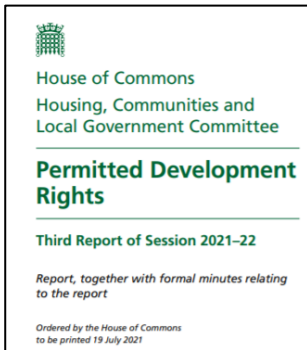 House of Commons
Housing, Communities and
Local Government Committee
Permitted Development
Rights
Third Report of Session 2021–22
Report, together with formal minutes relating
to the report
Ordered by the House of Commons
to be printed 19 July 2021